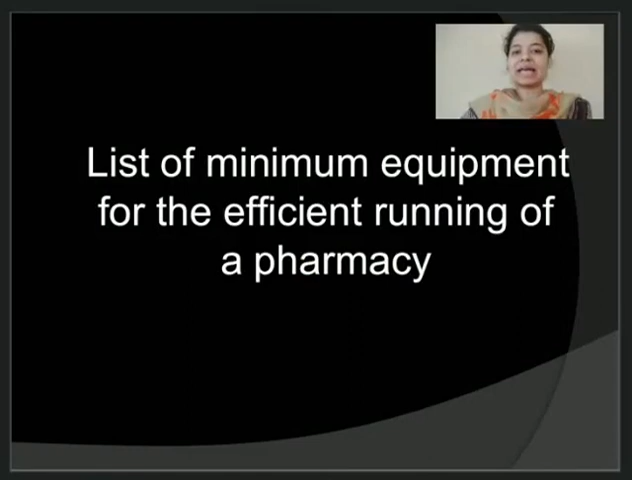 List of minimum equipment
for the efficient running of
a pharmacy